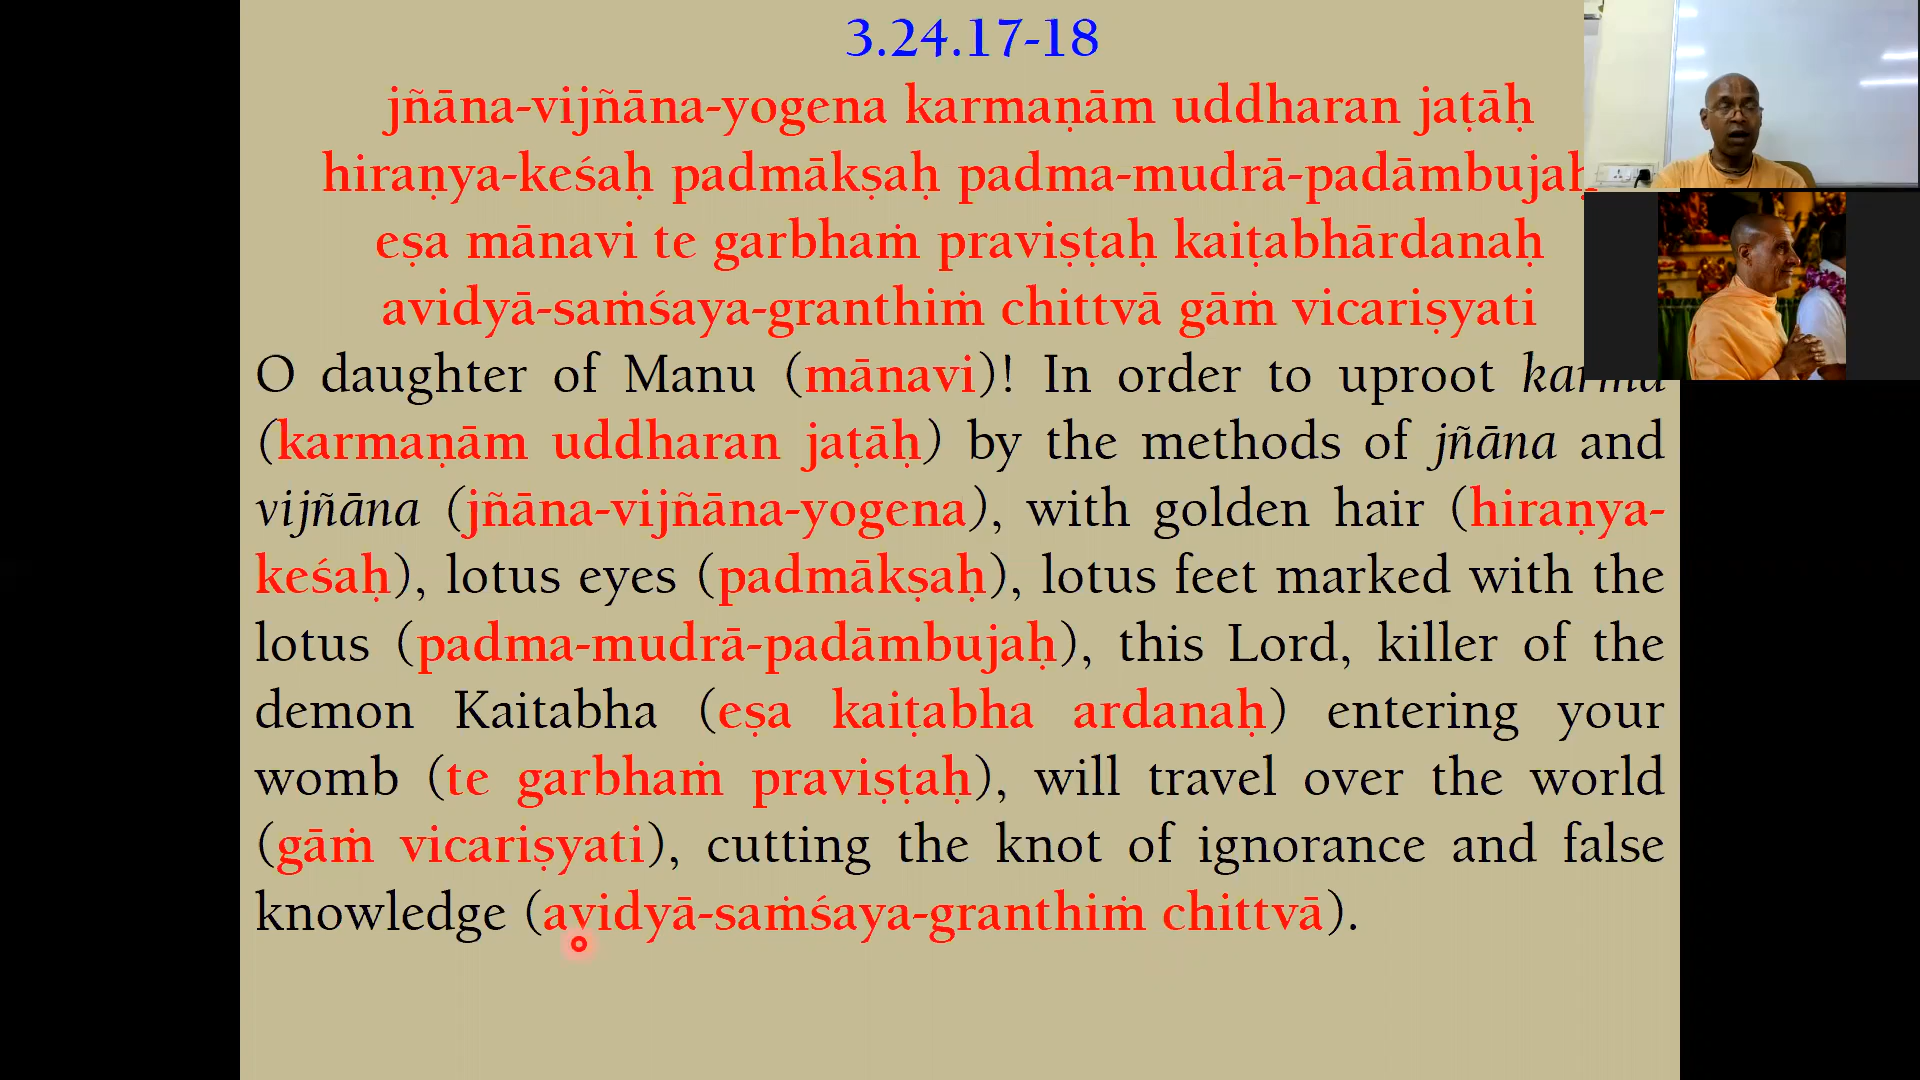 3.24.17-18
jñāna-vijñāna-yogena karmaṇām uddharan jaṭāḥ
hiraṇya-keśaḥ padmākṣaḥ padma-mudrā-padāmbujaḥ
eṣa mānavi te garbhaṁ praviṣṭaḥ kaiṭabhārdanaḥ
avidyā-saṁśaya-granthiṁ chittvā gāṁ vicariṣyati
O daughter of Manu (mānavi)! In order to uproot karma
(karmaṇām uddharan jaṭāḥ) by the methods of jñāna and
vijñāna (jñāna-vijñāna-yogena), with golden hair (hiraṇya-
keśaḥ), lotus eyes (padmākṣaḥ), lotus feet marked with the
lotus (padma-mudrā-padāmbujaḥ), this Lord, killer of the
demon Kaitabha (eṣa kaiṭabha ardanaḥ) entering your
womb (te garbhaṁ praviṣṭaḥ), will travel over the world
(gāṁ vicariṣyati), cutting the knot of ignorance and false
knowledge (avidyā-saṁśaya-granthiṁ chittvā).